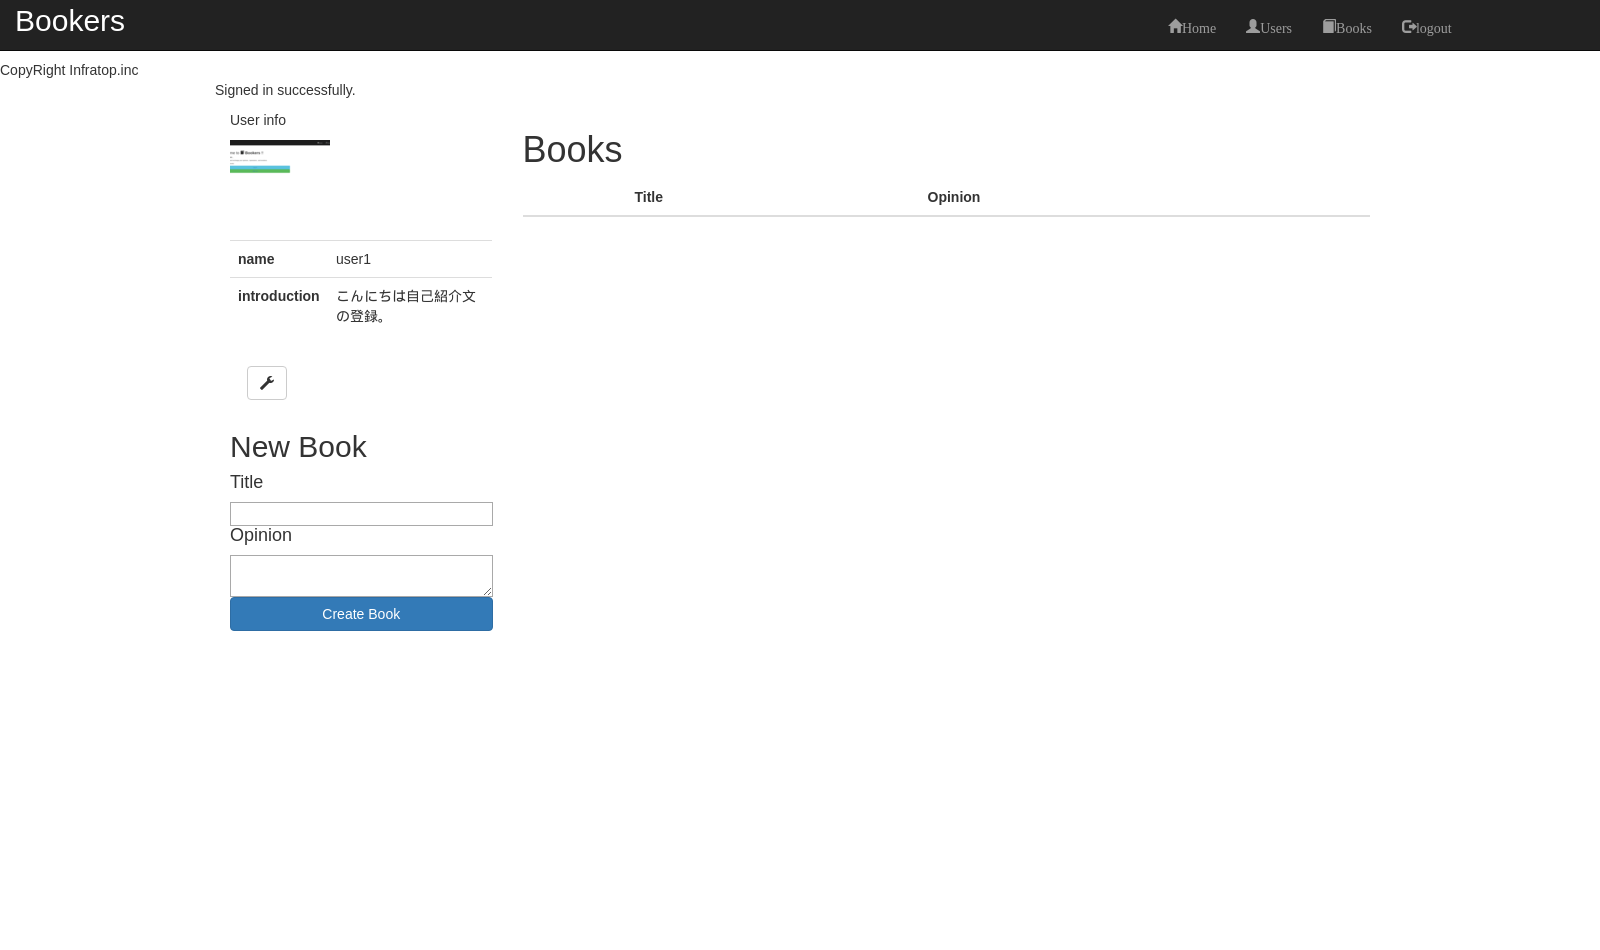 Bookers
Home Users Books logout
CopyRight Infratop.inc
Signed in successfully.
User info
name user1
introduction こんにちは自己紹介文
の登録。
New Book
Title
Opinion
Create Book
Books
Title Opinion